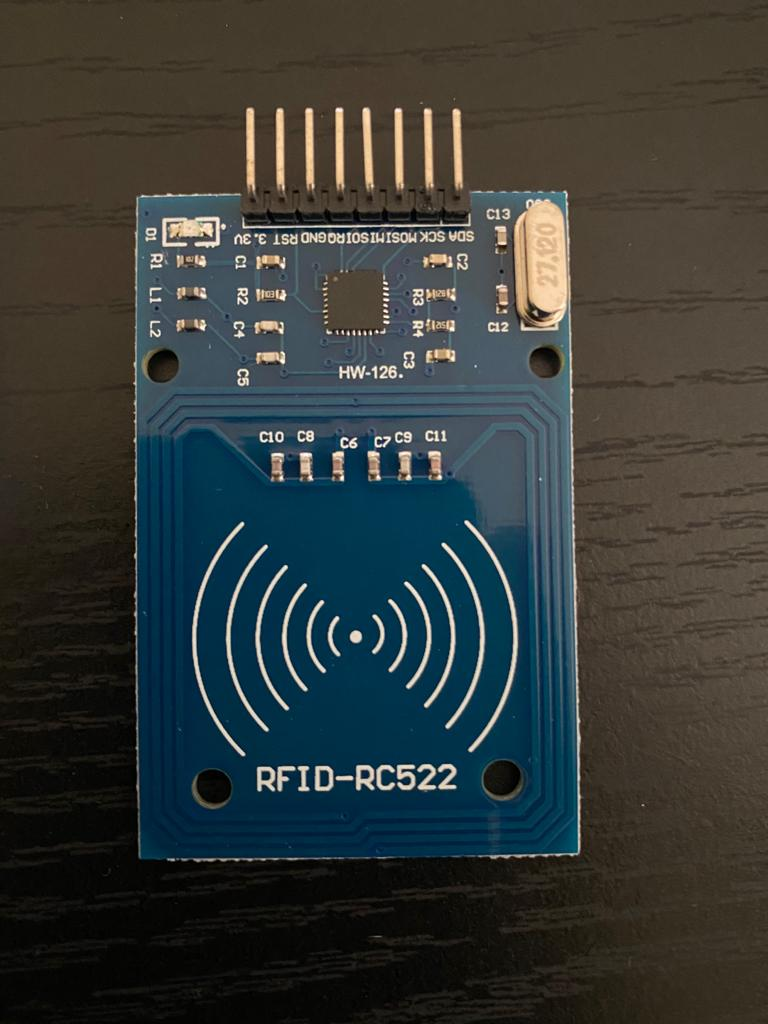 3.3V RST GND IRQ MISO MOSI SCK SDA
C13
D1
27.120
R1 C1 C2
L1 R2 R3
L2 C4 R4 C12
C5 C3
HW-126.
C10 C8 C6 C7 C9 C11
RFID-RC522